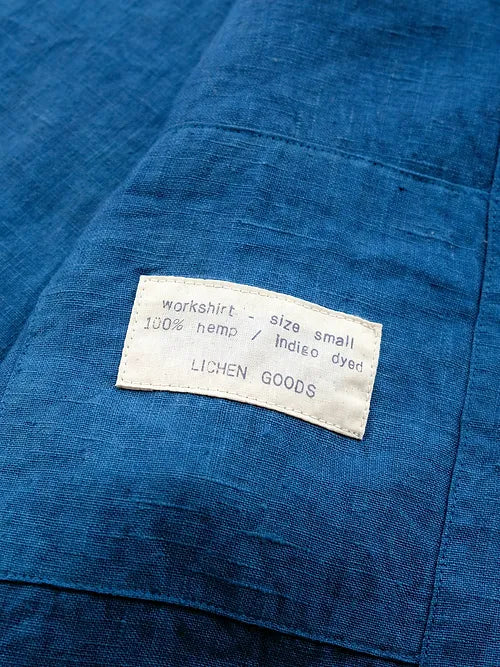 workshirt - size small
100% hemp / indigo dyed
LICHEN GOODS